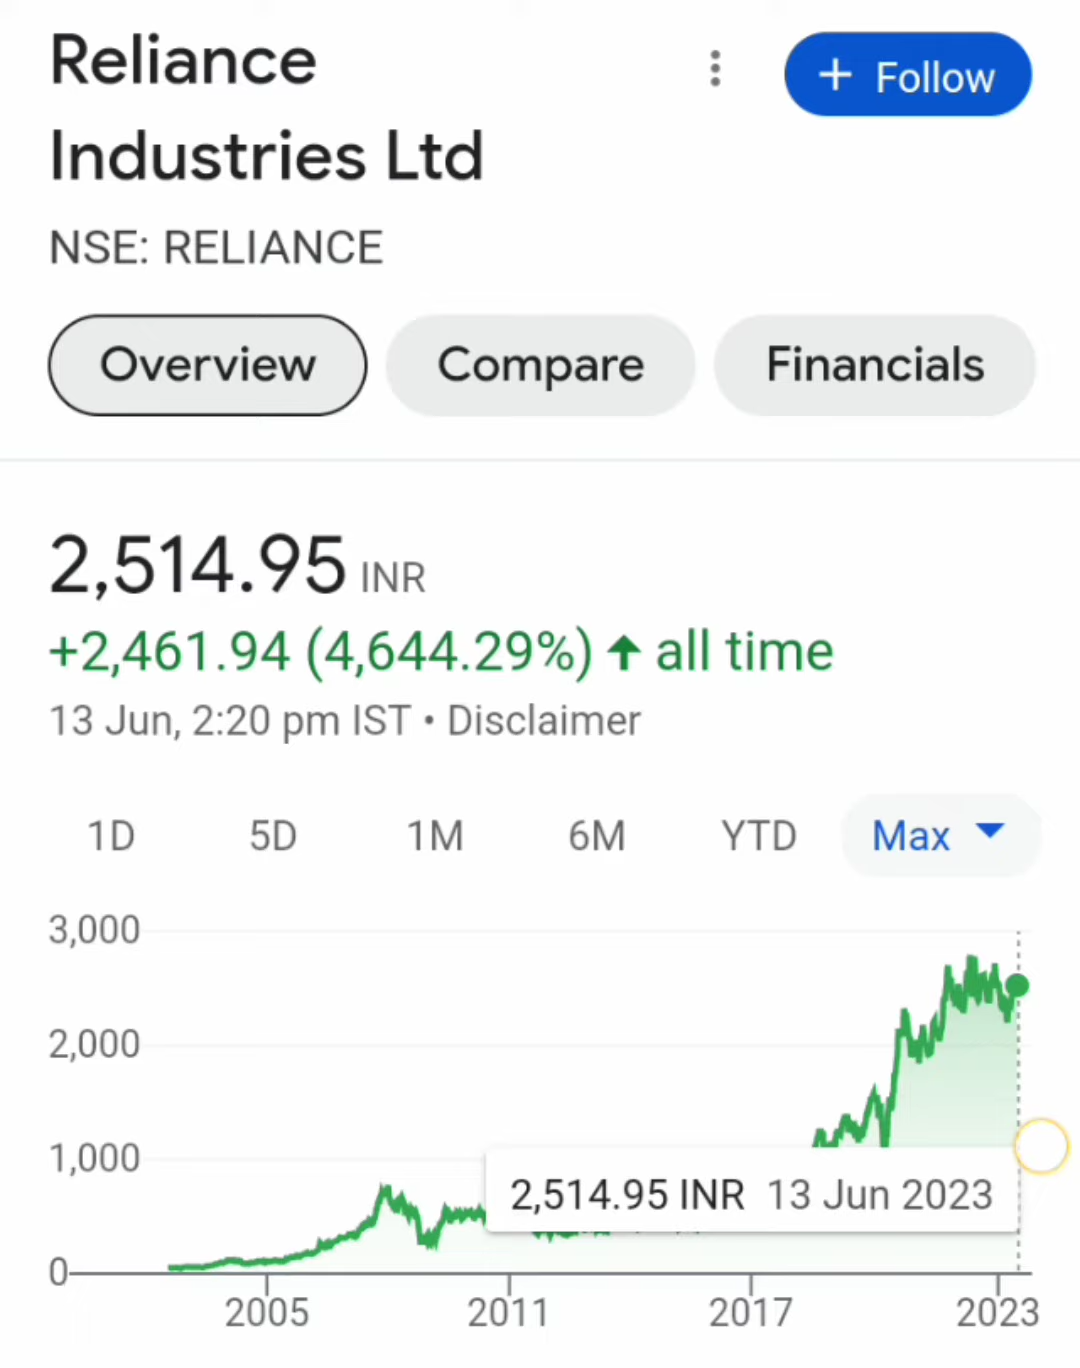 Reliance
Industries Ltd
+ Follow
NSE: RELIANCE
Overview Compare Financials
2,514.95 INR
+2,461.94 (4,644.29%) ↑ all time
13 Jun, 2:20 pm IST • Disclaimer
1D 5D 1M 6M YTD Max
3,000
2,000
1,000
2,514.95 INR 13 Jun 2023
0
2005 2011 2017 2023